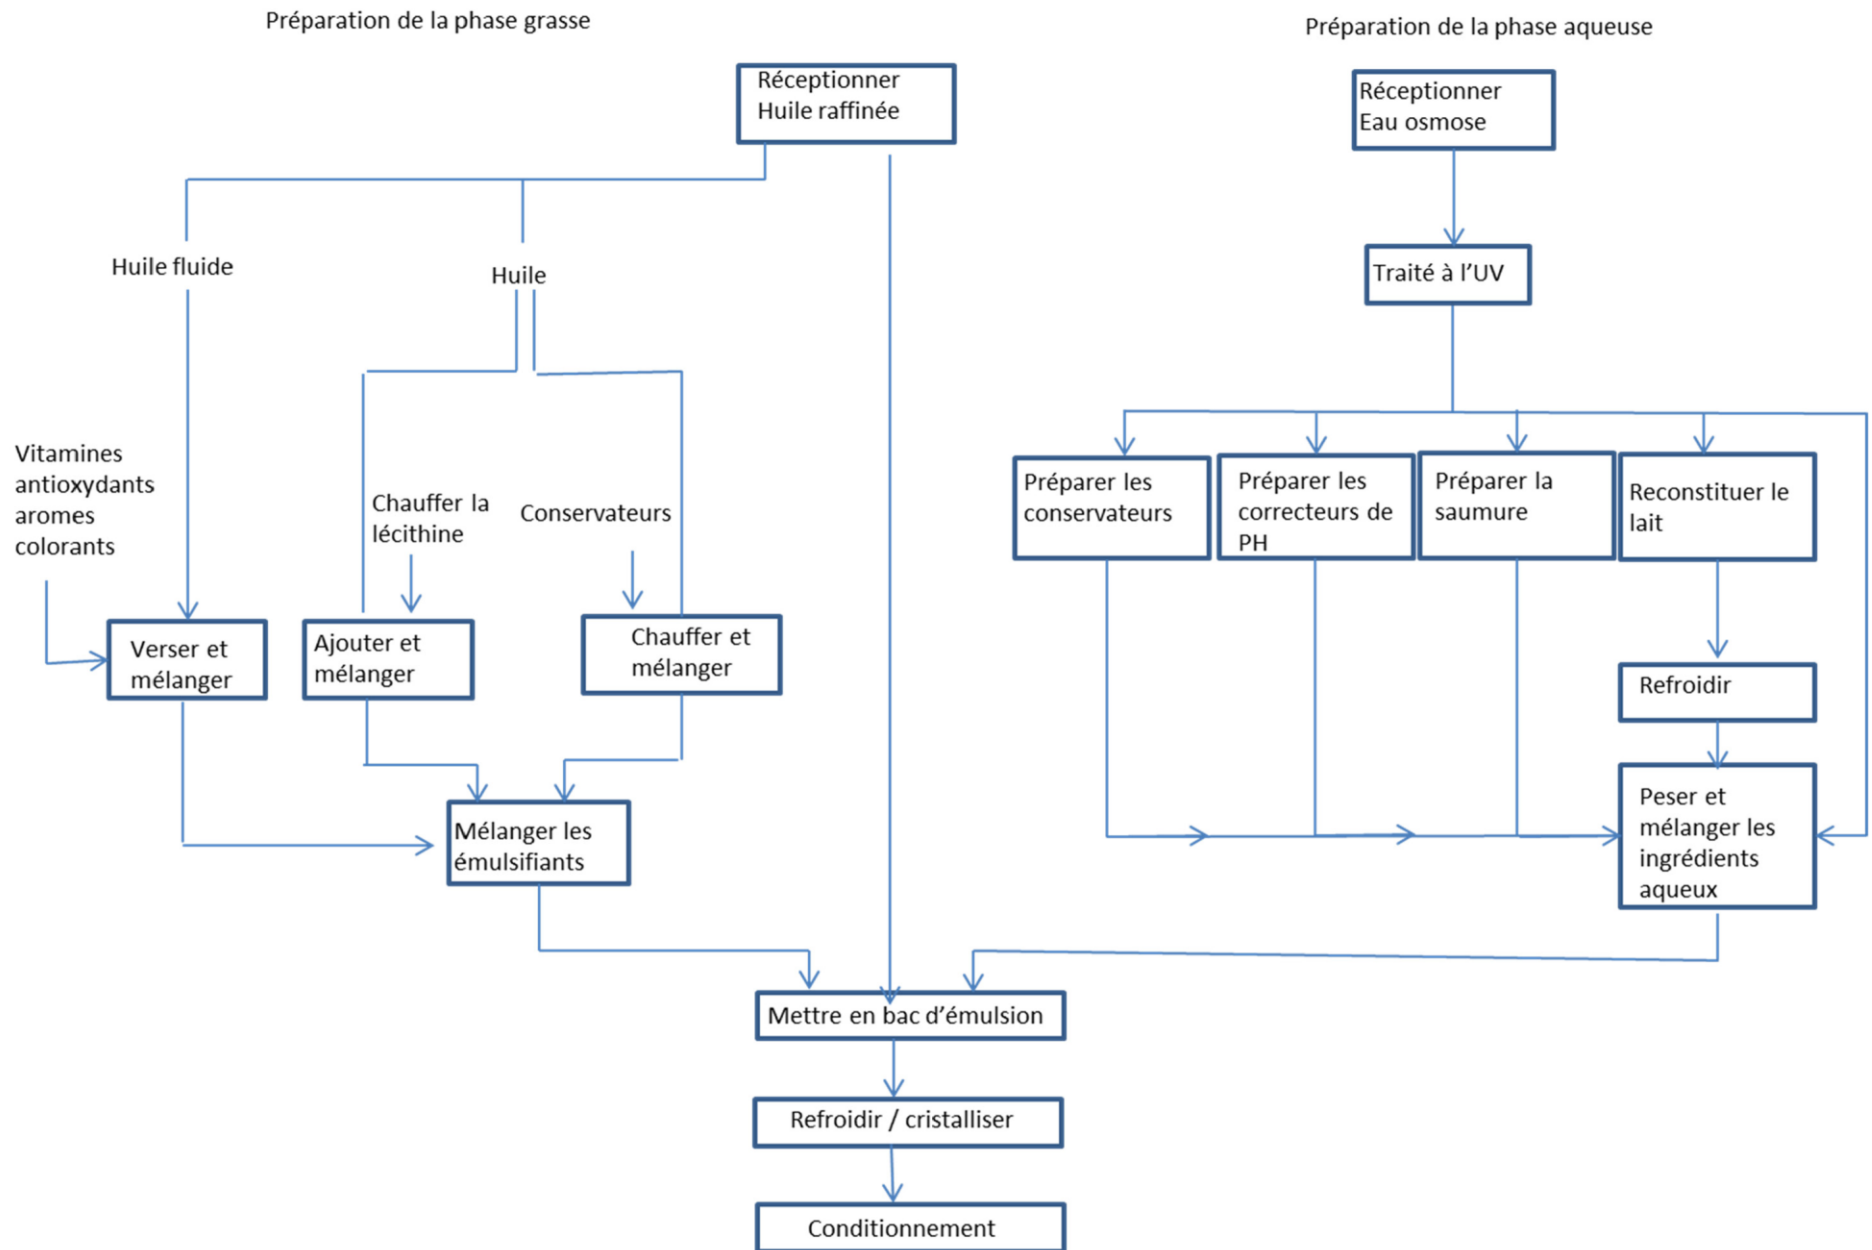 Préparation de la phase grasse
Préparation de la phase aqueuse
Réceptionner
Huile raffinée
Réceptionner
Eau osmose
Huile fluide
Huile
Traité à l’UV
Vitamines
antioxydants
aromes
colorants
Chauffer la
lécithine
Conservateurs
Préparer les
conservateurs
Préparer les
correcteurs de
PH
Préparer la
saumure
Reconstituer le
lait
Verser et
mélanger
Ajouter et
mélanger
Chauffer et
mélanger
Refroidir
Mélanger les
émulsifiants
Peser et
mélanger les
ingrédients
aqueux
Mettre en bac d’émulsion
Refroidir / cristalliser
Conditionnement